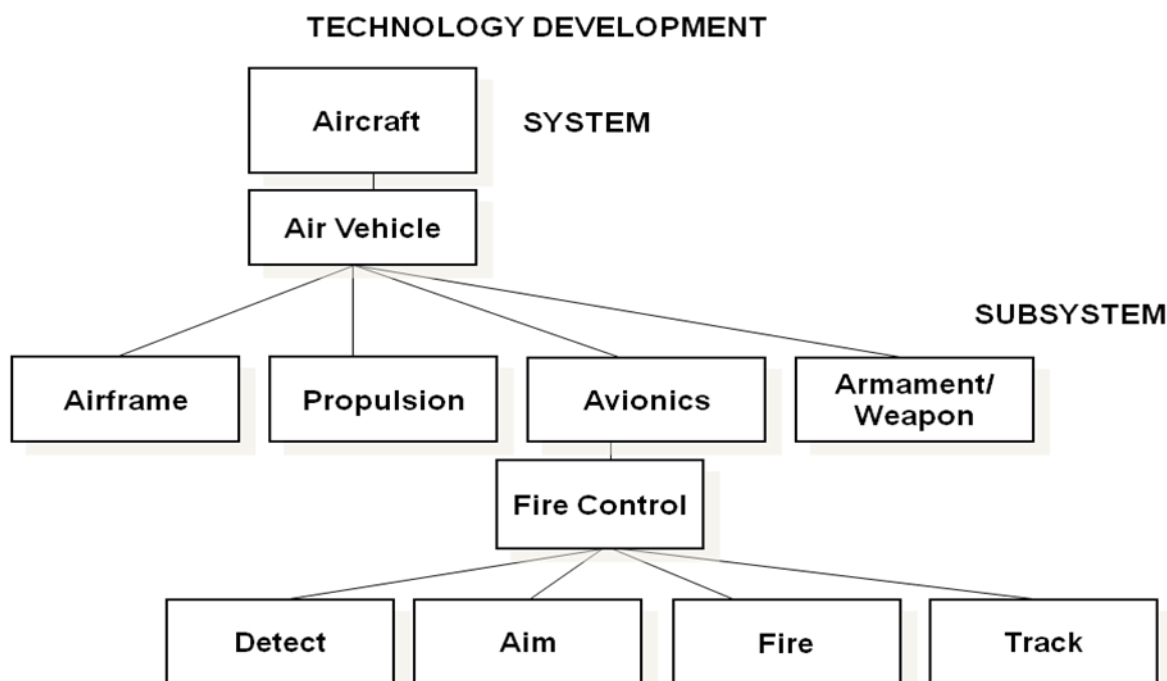 TECHNOLOGY DEVELOPMENT
Aircraft
SYSTEM
Air Vehicle
SUBSYSTEM
Airframe
Propulsion
Avionics
Armament/
Weapon
Fire Control
Detect
Aim
Fire
Track